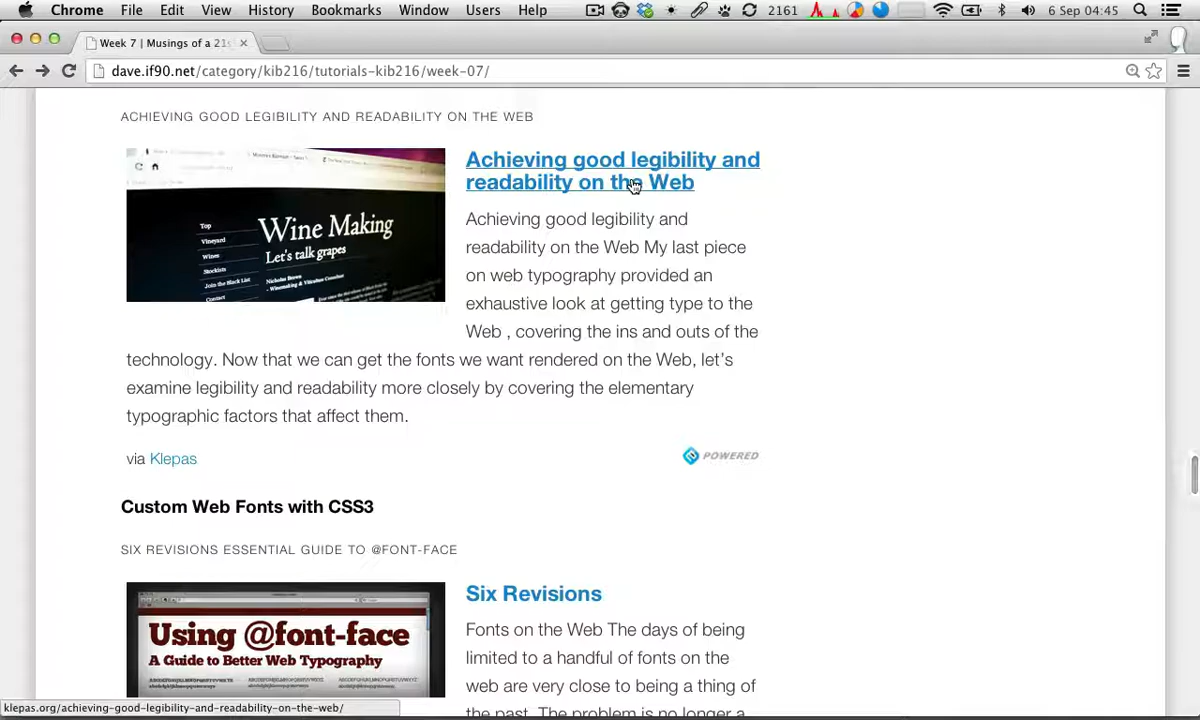 Chrome File Edit View History Bookmarks Window Users Help 2161 6 Sep 04:45
Week 7 | Musings of a 21s
dave.if90.net/category/kib216/tutorials-kib216/week-07/
ACHIEVING GOOD LEGIBILITY AND READABILITY ON THE WEB
Achieving good legibility and
readability on the Web
Top
Vineyard
Wines
Stockists
Join the Black List
Contact
Wine Making
Let's talk grapes
Nicholas Brown
- Winemaking & Viticulture Consultant
Achieving good legibility and
readability on the Web My last piece
on web typography provided an
exhaustive look at getting type to the
Web , covering the ins and outs of the
technology. Now that we can get the fonts we want rendered on the Web, let's
examine legibility and readability more closely by covering the elementary
typographic factors that affect them.
via Klepas
POWERED
Custom Web Fonts with CSS3
SIX REVISIONS ESSENTIAL GUIDE TO @FONT-FACE
Using @font-face
A Guide to Better Web Typography
Six Revisions
Fonts on the Web The days of being
limited to a handful of fonts on the
web are very close to being a thing of
the past. The problem is no longer a
klepas.org/achieving-good-legibility-and-readability-on-the-web/